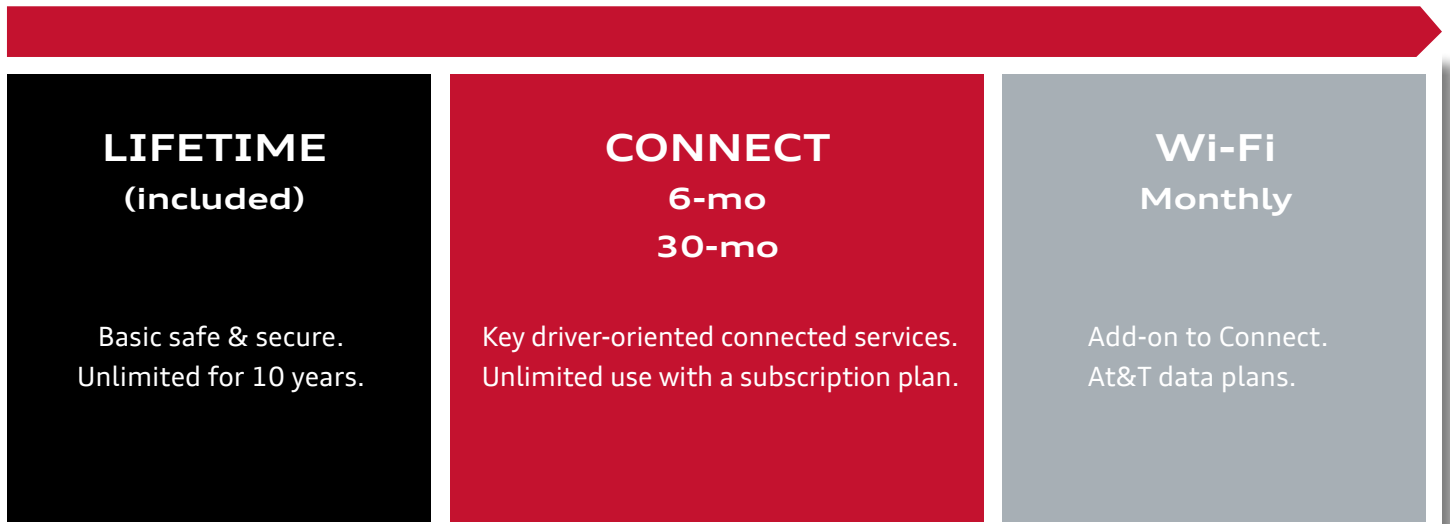 LIFETIME
(included)
Basic safe & secure.
Unlimited for 10 years.
CONNECT
6-mo
30-mo
Key driver-oriented connected services.
Unlimited use with a subscription plan.
Wi-Fi
Monthly
Add-on to Connect.
At&T data plans.